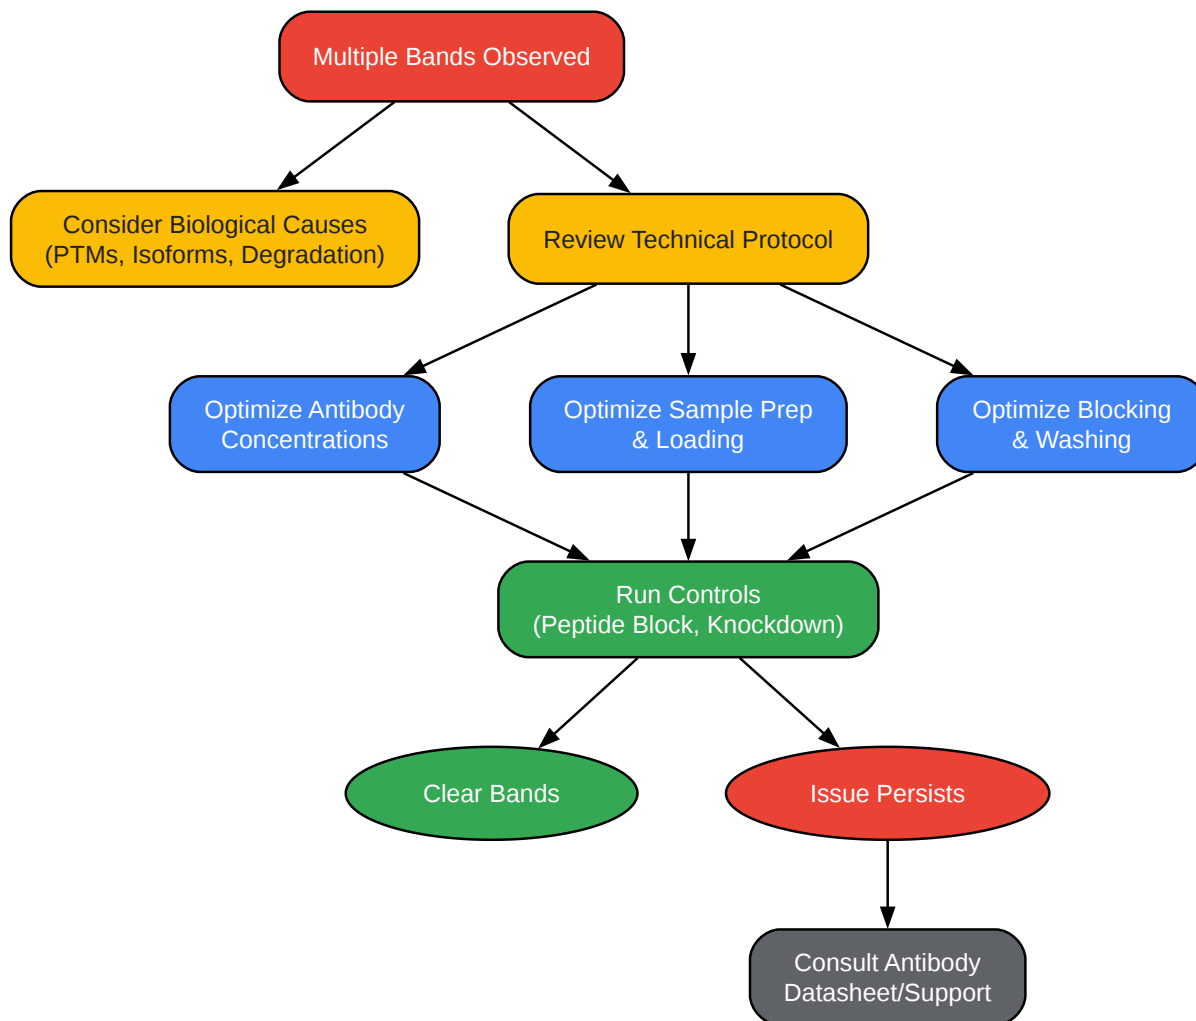 Multiple Bands Observed
Consider Biological Causes
(PTMs, Isoforms, Degradation)
Review Technical Protocol
Optimize Antibody
Concentrations
Optimize Sample Prep
& Loading
Optimize Blocking
& Washing
Run Controls
(Peptide Block, Knockdown)
Clear Bands
Issue Persists
Consult Antibody
Datasheet/Support